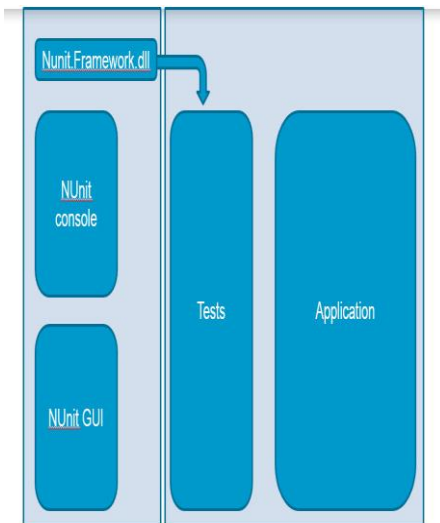 Nunit.Framework.dll
NUnit
console
NUnit GUI
Tests
Application